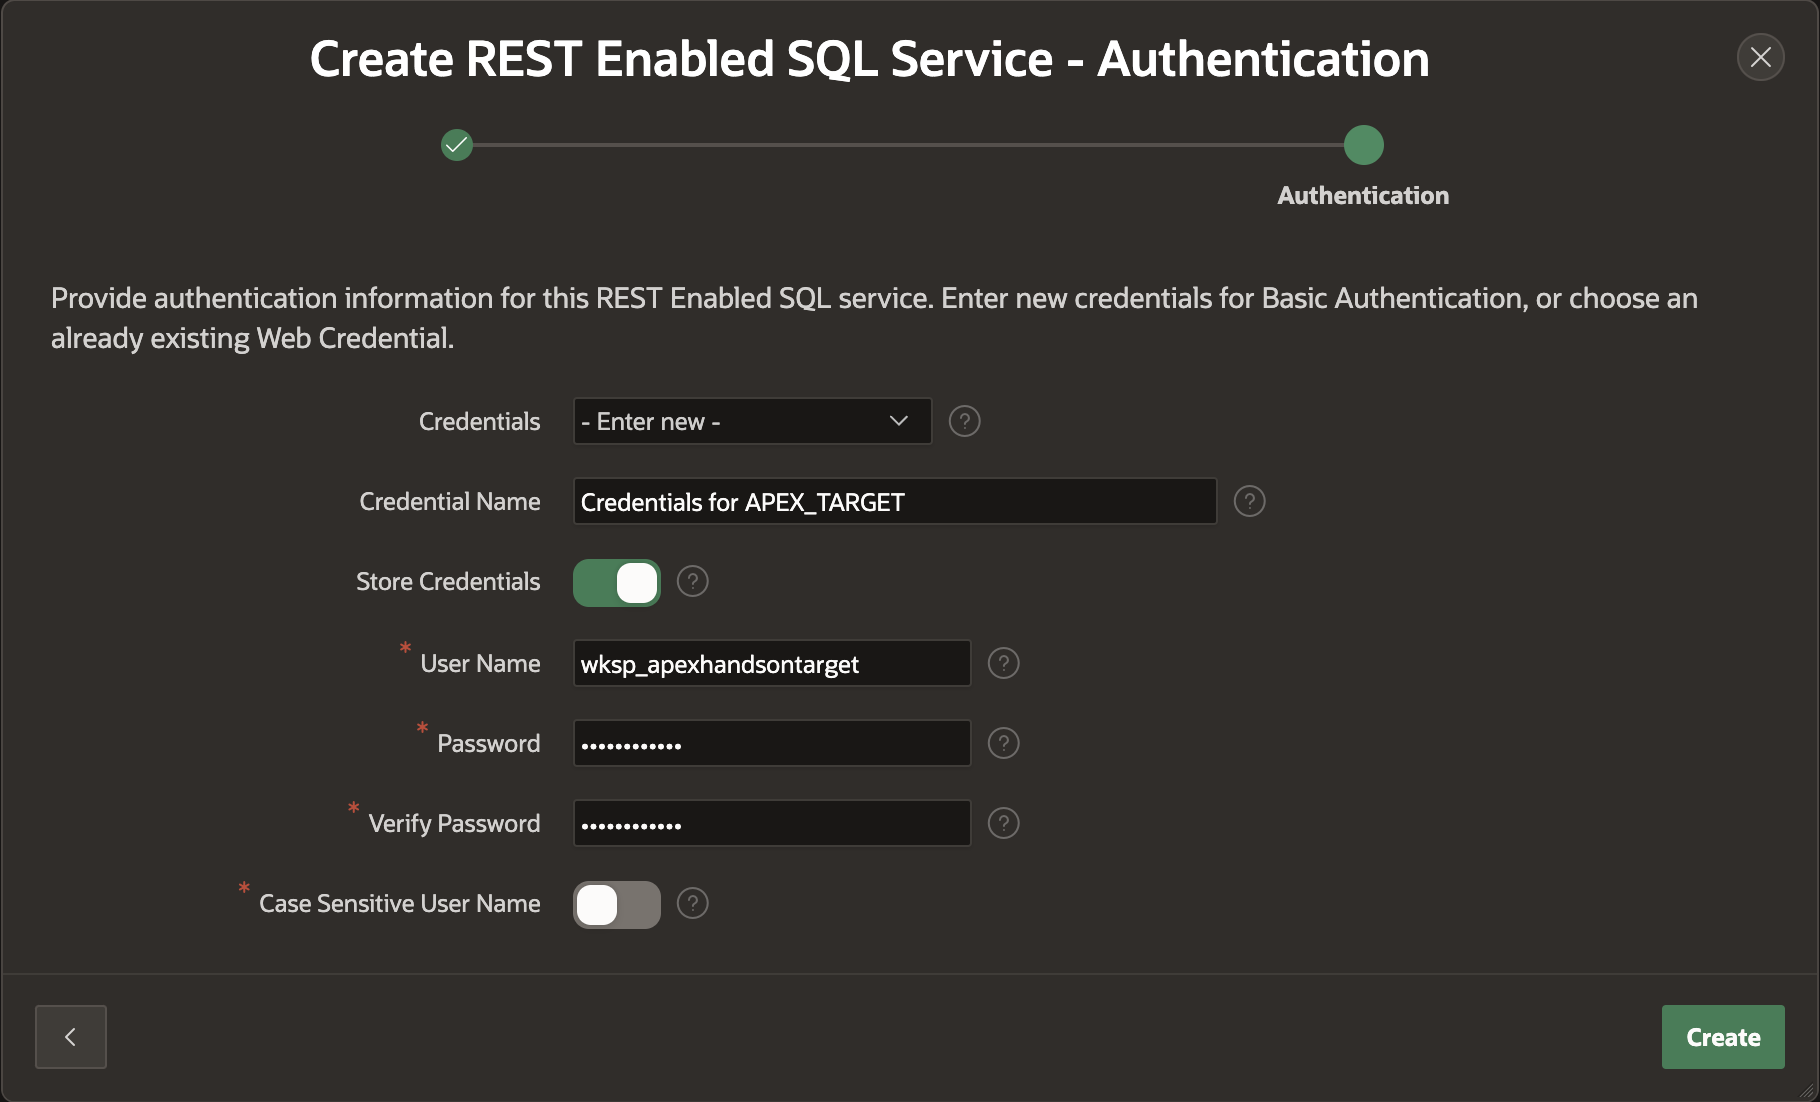 Create REST Enabled SQL Service - Authentication
Authentication
Provide authentication information for this REST Enabled SQL service. Enter new credentials for Basic Authentication, or choose an
already existing Web Credential.
Credentials - Enter new - ?
Credential Name Credentials for APEX_TARGET ?
Store Credentials ?
* User Name wksp_apexhandsontarget ?
* Password •••••••••••• ?
* Verify Password •••••••••••• ?
* Case Sensitive User Name ?
Create